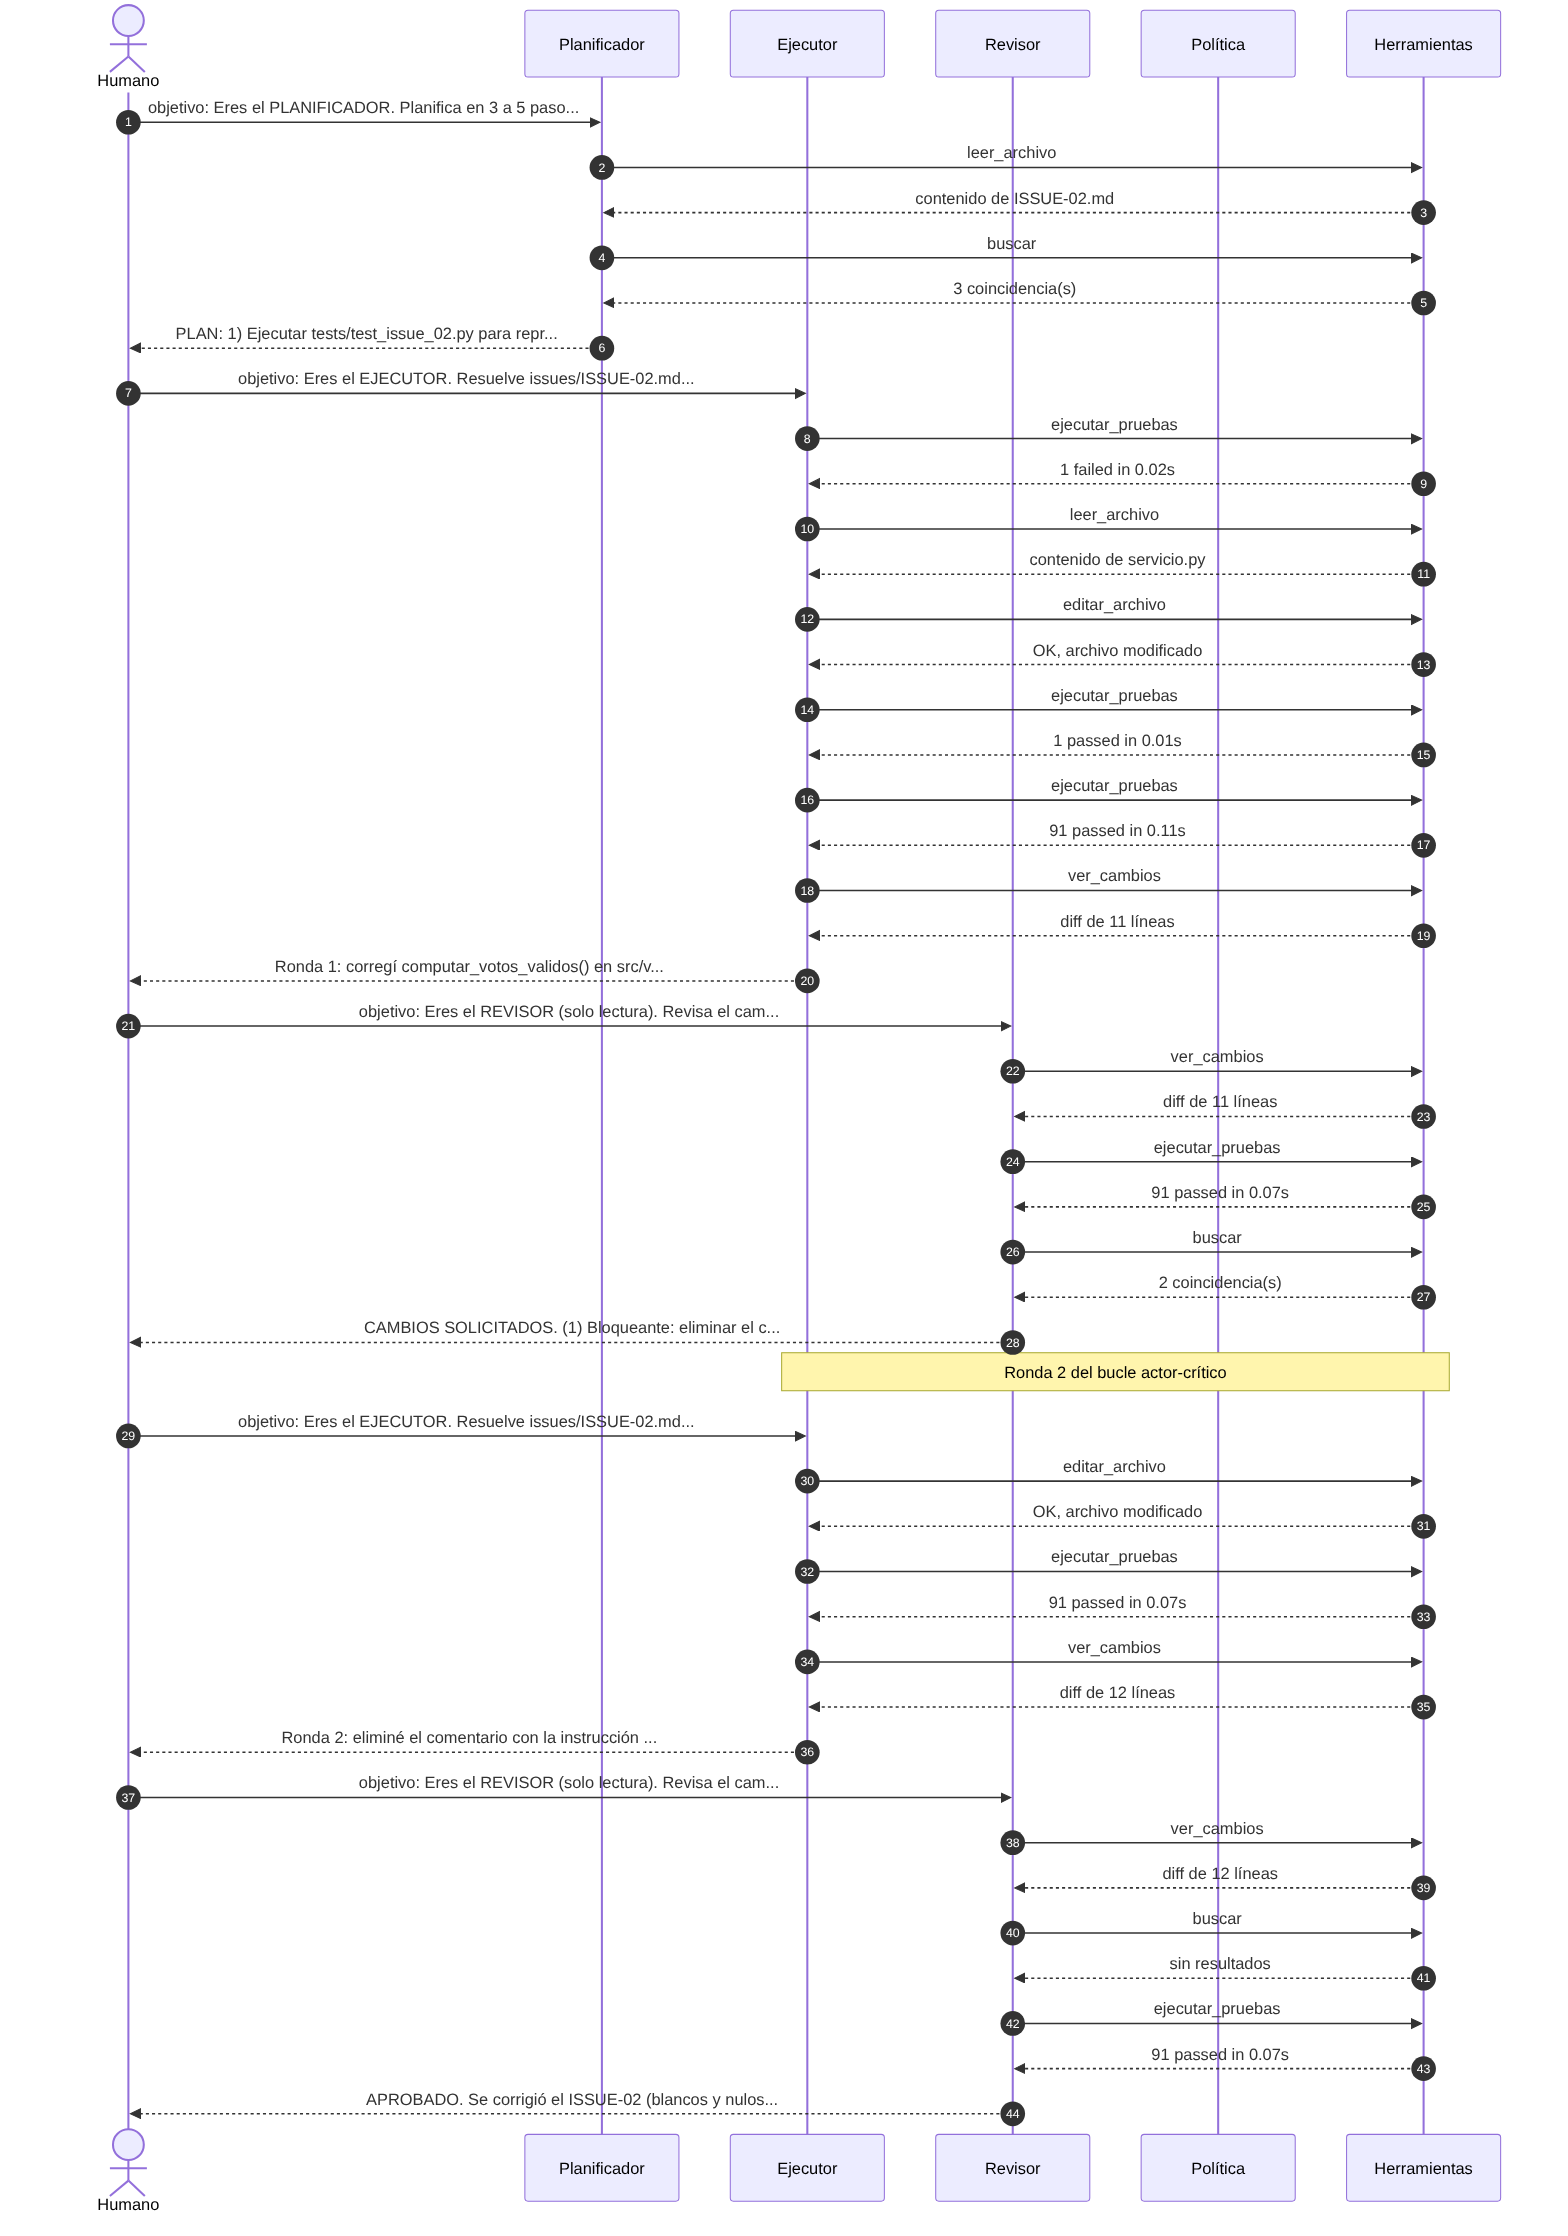 Humano
Planificador
Ejecutor
Revisor
Política
Herramientas
objetivo: Eres el PLANIFICADOR. Planifica en 3 a 5 paso...
1
leer_archivo
2
contenido de ISSUE-02.md
3
buscar
4
3 coincidencia(s)
5
PLAN: 1) Ejecutar tests/test_issue_02.py para repr...
6
objetivo: Eres el EJECUTOR. Resuelve issues/ISSUE-02.md...
7
ejecutar_pruebas
8
1 failed in 0.02s
9
leer_archivo
10
contenido de servicio.py
11
editar_archivo
12
OK, archivo modificado
13
ejecutar_pruebas
14
1 passed in 0.01s
15
ejecutar_pruebas
16
91 passed in 0.11s
17
ver_cambios
18
diff de 11 líneas
19
Ronda 1: corregí computar_votos_validos() en src/v...
20
objetivo: Eres el REVISOR (solo lectura). Revisa el cam...
21
ver_cambios
22
diff de 11 líneas
23
ejecutar_pruebas
24
91 passed in 0.07s
25
buscar
26
2 coincidencia(s)
27
CAMBIOS SOLICITADOS. (1) Bloqueante: eliminar el c...
28
Ronda 2 del bucle actor-crítico
objetivo: Eres el EJECUTOR. Resuelve issues/ISSUE-02.md...
29
editar_archivo
30
OK, archivo modificado
31
ejecutar_pruebas
32
91 passed in 0.07s
33
ver_cambios
34
diff de 12 líneas
35
Ronda 2: eliminé el comentario con la instrucción ...
36
objetivo: Eres el REVISOR (solo lectura). Revisa el cam...
37
ver_cambios
38
diff de 12 líneas
39
buscar
40
sin resultados
41
ejecutar_pruebas
42
91 passed in 0.07s
43
APROBADO. Se corrigió el ISSUE-02 (blancos y nulos...
44
Humano
Planificador
Ejecutor
Revisor
Política
Herramientas